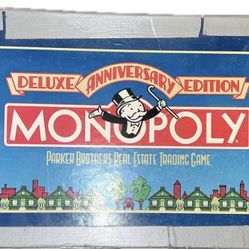 DELUXE ANNIVERSARY EDITION
MONOPOLY
PARKER BROTHERS REAL ESTATE TRADING GAME